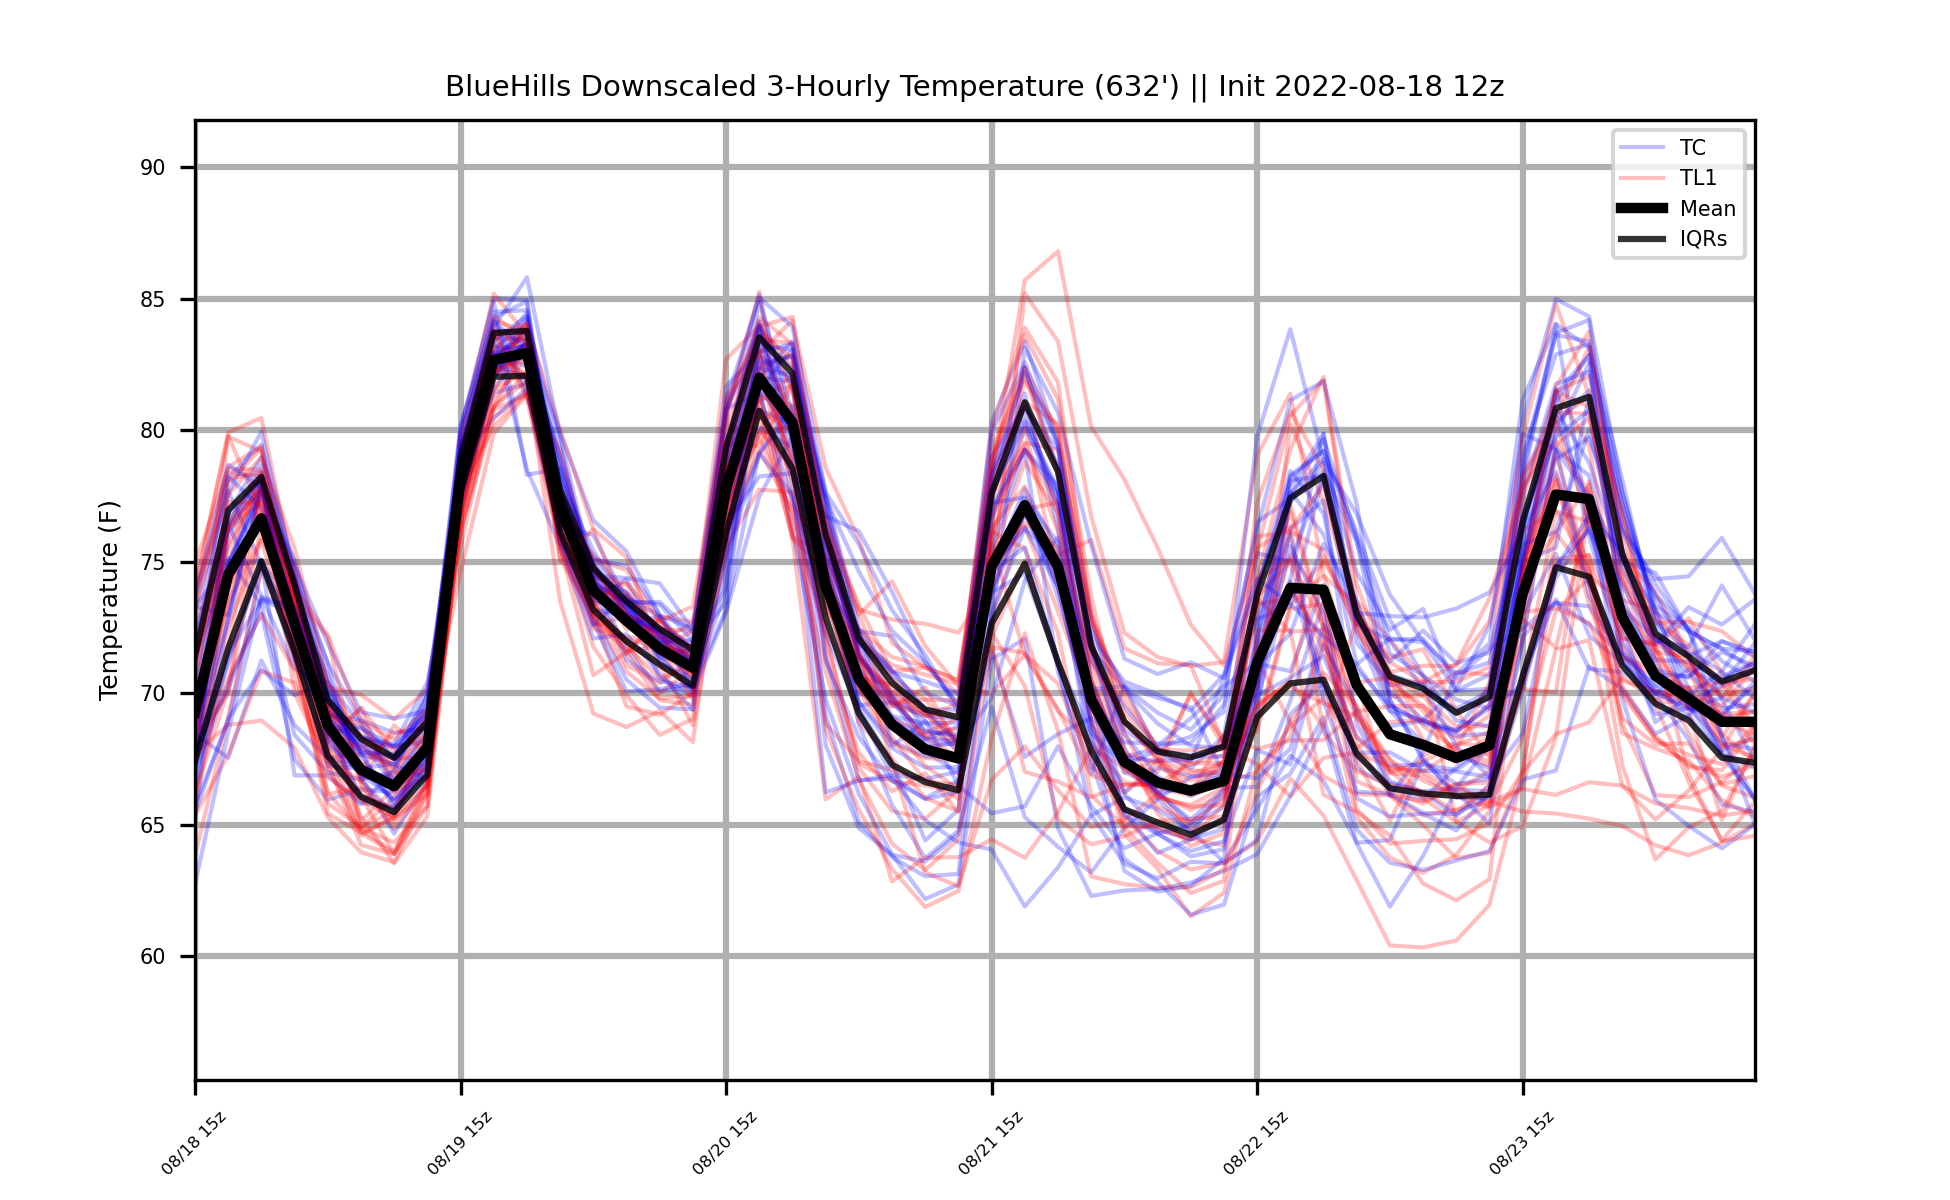 BlueHills Downscaled 3-Hourly Temperature (632') || Init 2022-08-18 12z
TC
TL1
Mean
IQRs
Temperature (F)
90
85
80
75
70
65
60
08/18 15z
08/19 15z
08/20 15z
08/21 15z
08/22 15z
08/23 15z